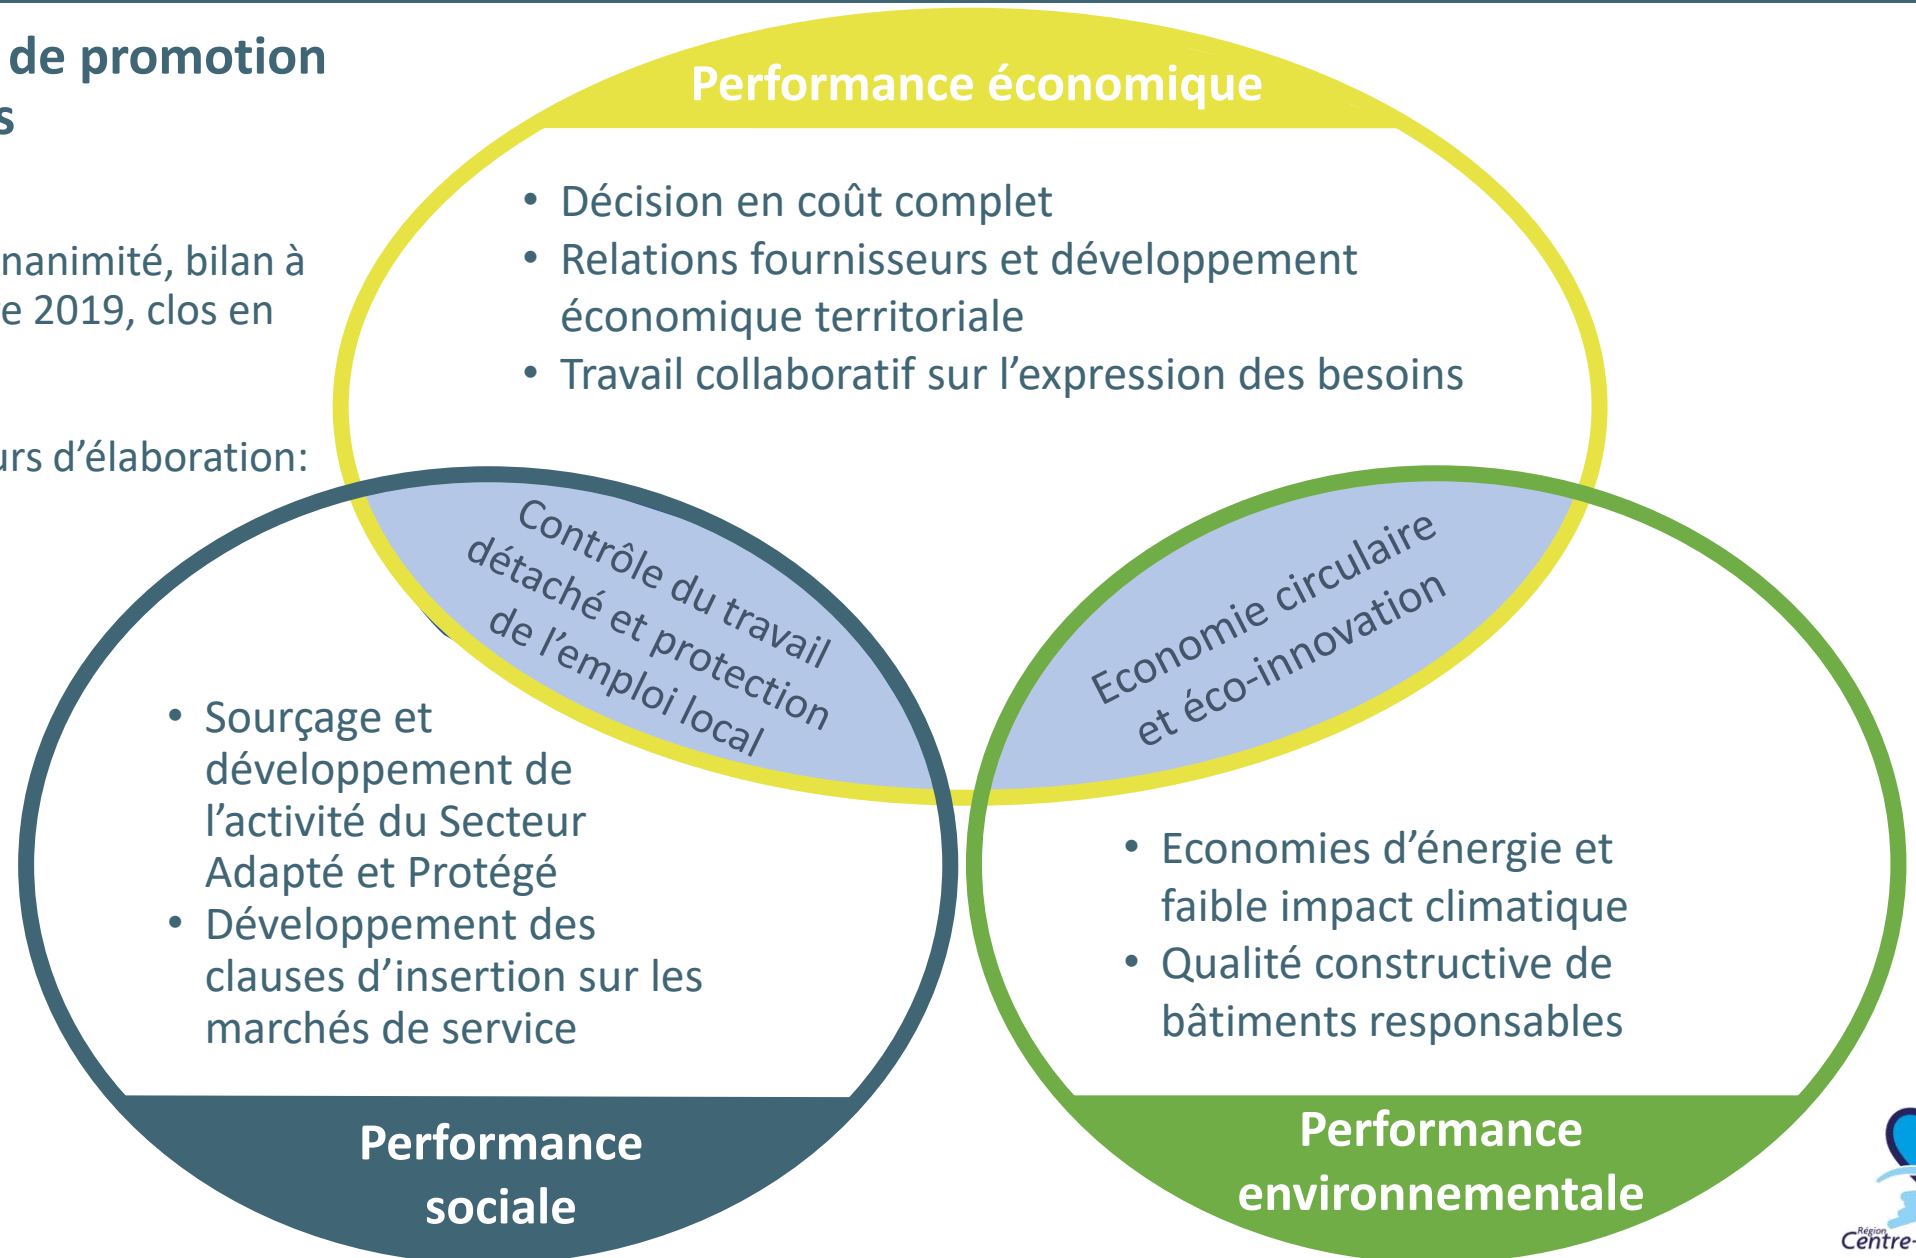 de promotion
s
nanimité, bilan à
e 2019, clos en
urs d'élaboration:
Performance économique
• Décision en coût complet
• Relations fournisseurs et développement
économique territoriale
• Travail collaboratif sur l'expression des besoins
Contrôle du travail
détaché et protection
de l'emploi local
Economie circulaire
et éco-innovation
• Sourçage et
développement de
l'activité du Secteur
Adapté et Protégé
• Développement des
clauses d'insertion sur les
marchés de service
Performance
sociale
• Economies d'énergie et
faible impact climatique
• Qualité constructive de
bâtiments responsables
Performance
environnementale
Région
Centre-